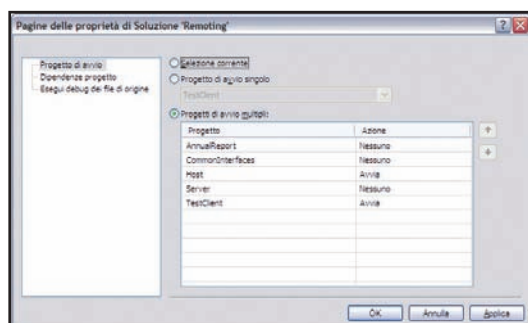 Pagine delle proprietà di Soluzione 'Remoting'
Progetto di avvio
Dipendenze progetto
Esegui debug dei file di origine
Selezione corrente
Progetto di avvio singolo
TestClient
Progetti di avvio multipli:
Progetto Azione
AnnualReport Nessuno
CommonInterfaces Nessuno
Host Avvia
Server Nessuno
TestClient Avvia
OK Annulla Applica